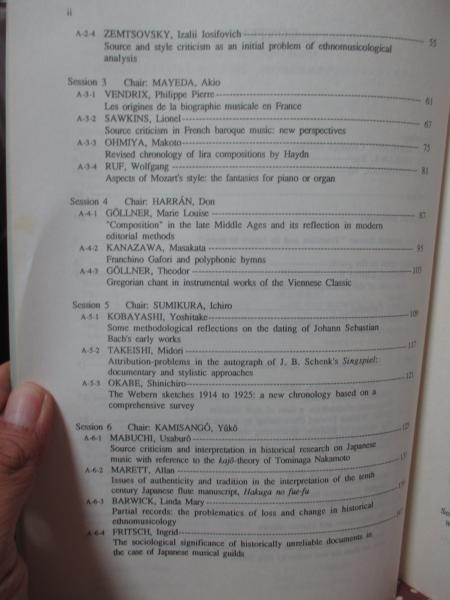 ii
A-2-4 ZEMTSOVSKY, Izalii Iosifovich 55
Source and style criticism as an initial problem of ethnomusicological
analysis
Session 3 Chair: MAYEDA, Akio
A-3-1 VENDRIX, Philippe Pierre 61
Les origines de la biographie musicale en France
A-3-2 SAWKINS, Lionel 67
Source criticism in French baroque music: new perspectives
A-3-3 OHMIYA, Makoto 75
Revised chronology of lira compositions by Haydn
A-3-4 RUF, Wolfgang 81
Aspects of Mozart's style: the fantasies for piano or organ
Session 4 Chair: HARRÁN, Don
A-4-1 GÖLLNER, Marie Louise 87
"Composition" in the late Middle Ages and its reflection in modern
editorial methods
A-4-2 KANAZAWA, Masakata 95
Franchino Gafori and polyphonic hymns
A-4-3 GÖLLNER, Theodor 103
Gregorian chant in instrumental works of the Viennese Classic
Session 5 Chair: SUMIKURA, Ichiro
A-5-1 KOBAYASHI, Yoshitake 109
Some methodological reflections on the dating of Johann Sebastian
Bach's early works
A-5-2 TAKEISHI, Midori 117
Attribution-problems in the autograph of J. B. Schenk's Singspiel:
documentary and stylistic approaches
A-5-3 OKABE, Shinichiro 121
The Webern sketches 1914 to 1925: a new chronology based on a
comprehensive survey
Session 6 Chair: KAMISANGÔ, Yûkô
A-6-1 MABUCHI, Usaburô 125
Source criticism and interpretation in historical research on Japanese
music with reference to the kajô-theory of Tominaga Nakamoto
A-6-2 MARETT, Allan
Issues of authenticity and tradition in the interpretation of the tenth
century Japanese flute manuscript, Hakuga no fue-fu
A-6-3 BARWICK, Linda Mary
Partial records: the problematics of loss and change in historical
ethnomusicology
A-6-4 FRITSCH, Ingrid
The sociological significance of historically unreliable documents in
the case of Japanese musical guilds